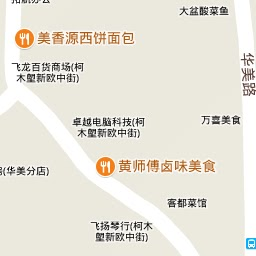 大盆酸菜鱼
美香源西饼面包
华美路
飞龙百货商场(柯
木塱新欧中街)
卓越电脑科技(柯
木塱新欧中街)
万喜美食
黄师傅卤味美食
(华美分店)
客都菜馆
飞扬琴行(柯木
塱新欧中街)